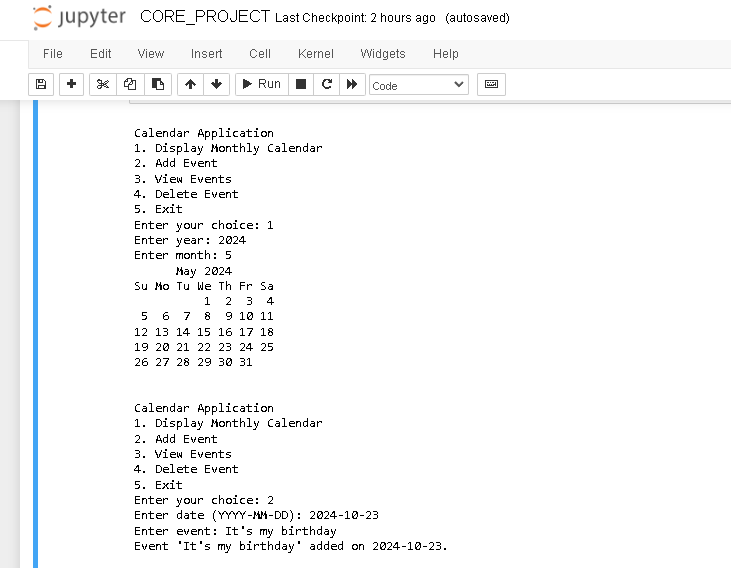 jupyter CORE_PROJECT Last Checkpoint: 2 hours ago (autosaved)
File Edit View Insert Cell Kernel Widgets Help
Run Code
Calendar Application
1. Display Monthly Calendar
2. Add Event
3. View Events
4. Delete Event
5. Exit
Enter your choice: 1
Enter year: 2024
Enter month: 5
      May 2024
Su Mo Tu We Th Fr Sa
          1  2  3  4
 5  6  7  8  9 10 11
12 13 14 15 16 17 18
19 20 21 22 23 24 25
26 27 28 29 30 31
Calendar Application
1. Display Monthly Calendar
2. Add Event
3. View Events
4. Delete Event
5. Exit
Enter your choice: 2
Enter date (YYYY-MM-DD): 2024-10-23
Enter event: It's my birthday
Event 'It's my birthday' added on 2024-10-23.